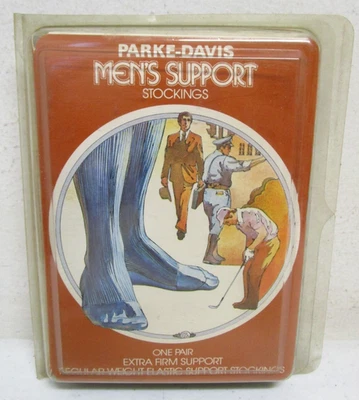 PARKE-DAVIS
MEN'S SUPPORT
STOCKINGS
ONE PAIR
EXTRA FIRM SUPPORT
REGULAR WEIGHT ELASTIC SUPPORT STOCKINGS